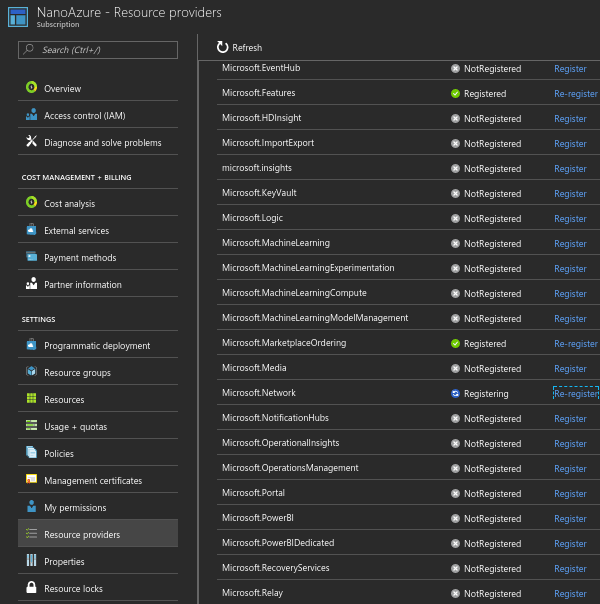 NanoAzure - Resource providers
Subscription
Search (Ctrl+/)
Overview
Access control (IAM)
Diagnose and solve problems
COST MANAGEMENT + BILLING
Cost analysis
External services
Payment methods
Partner information
SETTINGS
Programmatic deployment
Resource groups
Resources
Usage + quotas
Policies
Management certificates
My permissions
Resource providers
Properties
Resource locks
Refresh
Microsoft.EventHub NotRegistered Register
Microsoft.Features Registered Re-register
Microsoft.HDInsight NotRegistered Register
Microsoft.ImportExport NotRegistered Register
microsoft.insights NotRegistered Register
Microsoft.KeyVault NotRegistered Register
Microsoft.Logic NotRegistered Register
Microsoft.MachineLearning NotRegistered Register
Microsoft.MachineLearningExperimentation NotRegistered Register
Microsoft.MachineLearningCompute NotRegistered Register
Microsoft.MachineLearningModelManagement NotRegistered Register
Microsoft.MarketplaceOrdering Registered Re-register
Microsoft.Media NotRegistered Register
Microsoft.Network Registering Re-register
Microsoft.NotificationHubs NotRegistered Register
Microsoft.OperationalInsights NotRegistered Register
Microsoft.OperationsManagement NotRegistered Register
Microsoft.Portal NotRegistered Register
Microsoft.PowerBI NotRegistered Register
Microsoft.PowerBIDedicated NotRegistered Register
Microsoft.RecoveryServices NotRegistered Register
Microsoft.Relay NotRegistered Register